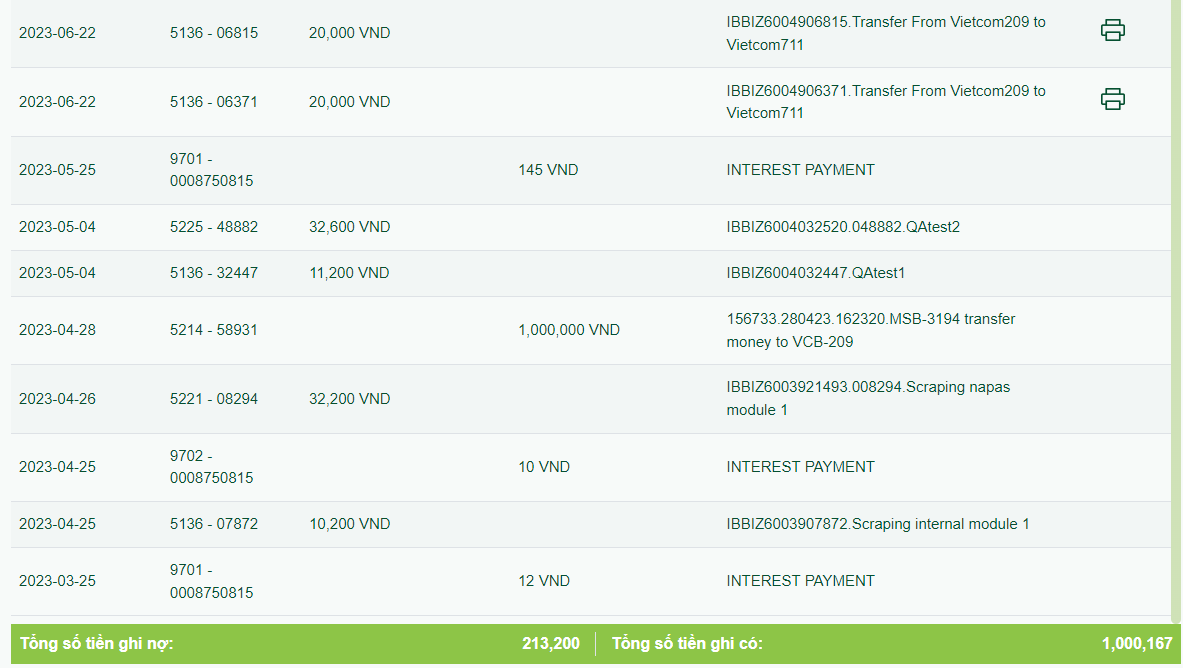 2023-06-22 5136 - 06815 20,000 VND IBBIZ6004906815.Transfer From Vietcom209 to
Vietcom711
2023-06-22 5136 - 06371 20,000 VND IBBIZ6004906371.Transfer From Vietcom209 to
Vietcom711
2023-05-25 9701 -
0008750815 145 VND INTEREST PAYMENT
2023-05-04 5225 - 48882 32,600 VND IBBIZ6004032520.048882.QAtest2
2023-05-04 5136 - 32447 11,200 VND IBBIZ6004032447.QAtest1
2023-04-28 5214 - 58931 1,000,000 VND 156733.280423.162320.MSB-3194 transfer
money to VCB-209
2023-04-26 5221 - 08294 32,200 VND IBBIZ6003921493.008294.Scraping napas
module 1
2023-04-25 9702 -
0008750815 10 VND INTEREST PAYMENT
2023-04-25 5136 - 07872 10,200 VND IBBIZ6003907872.Scraping internal module 1
2023-03-25 9701 -
0008750815 12 VND INTEREST PAYMENT
Tổng số tiền ghi nợ: 213,200 Tổng số tiền ghi có: 1,000,167